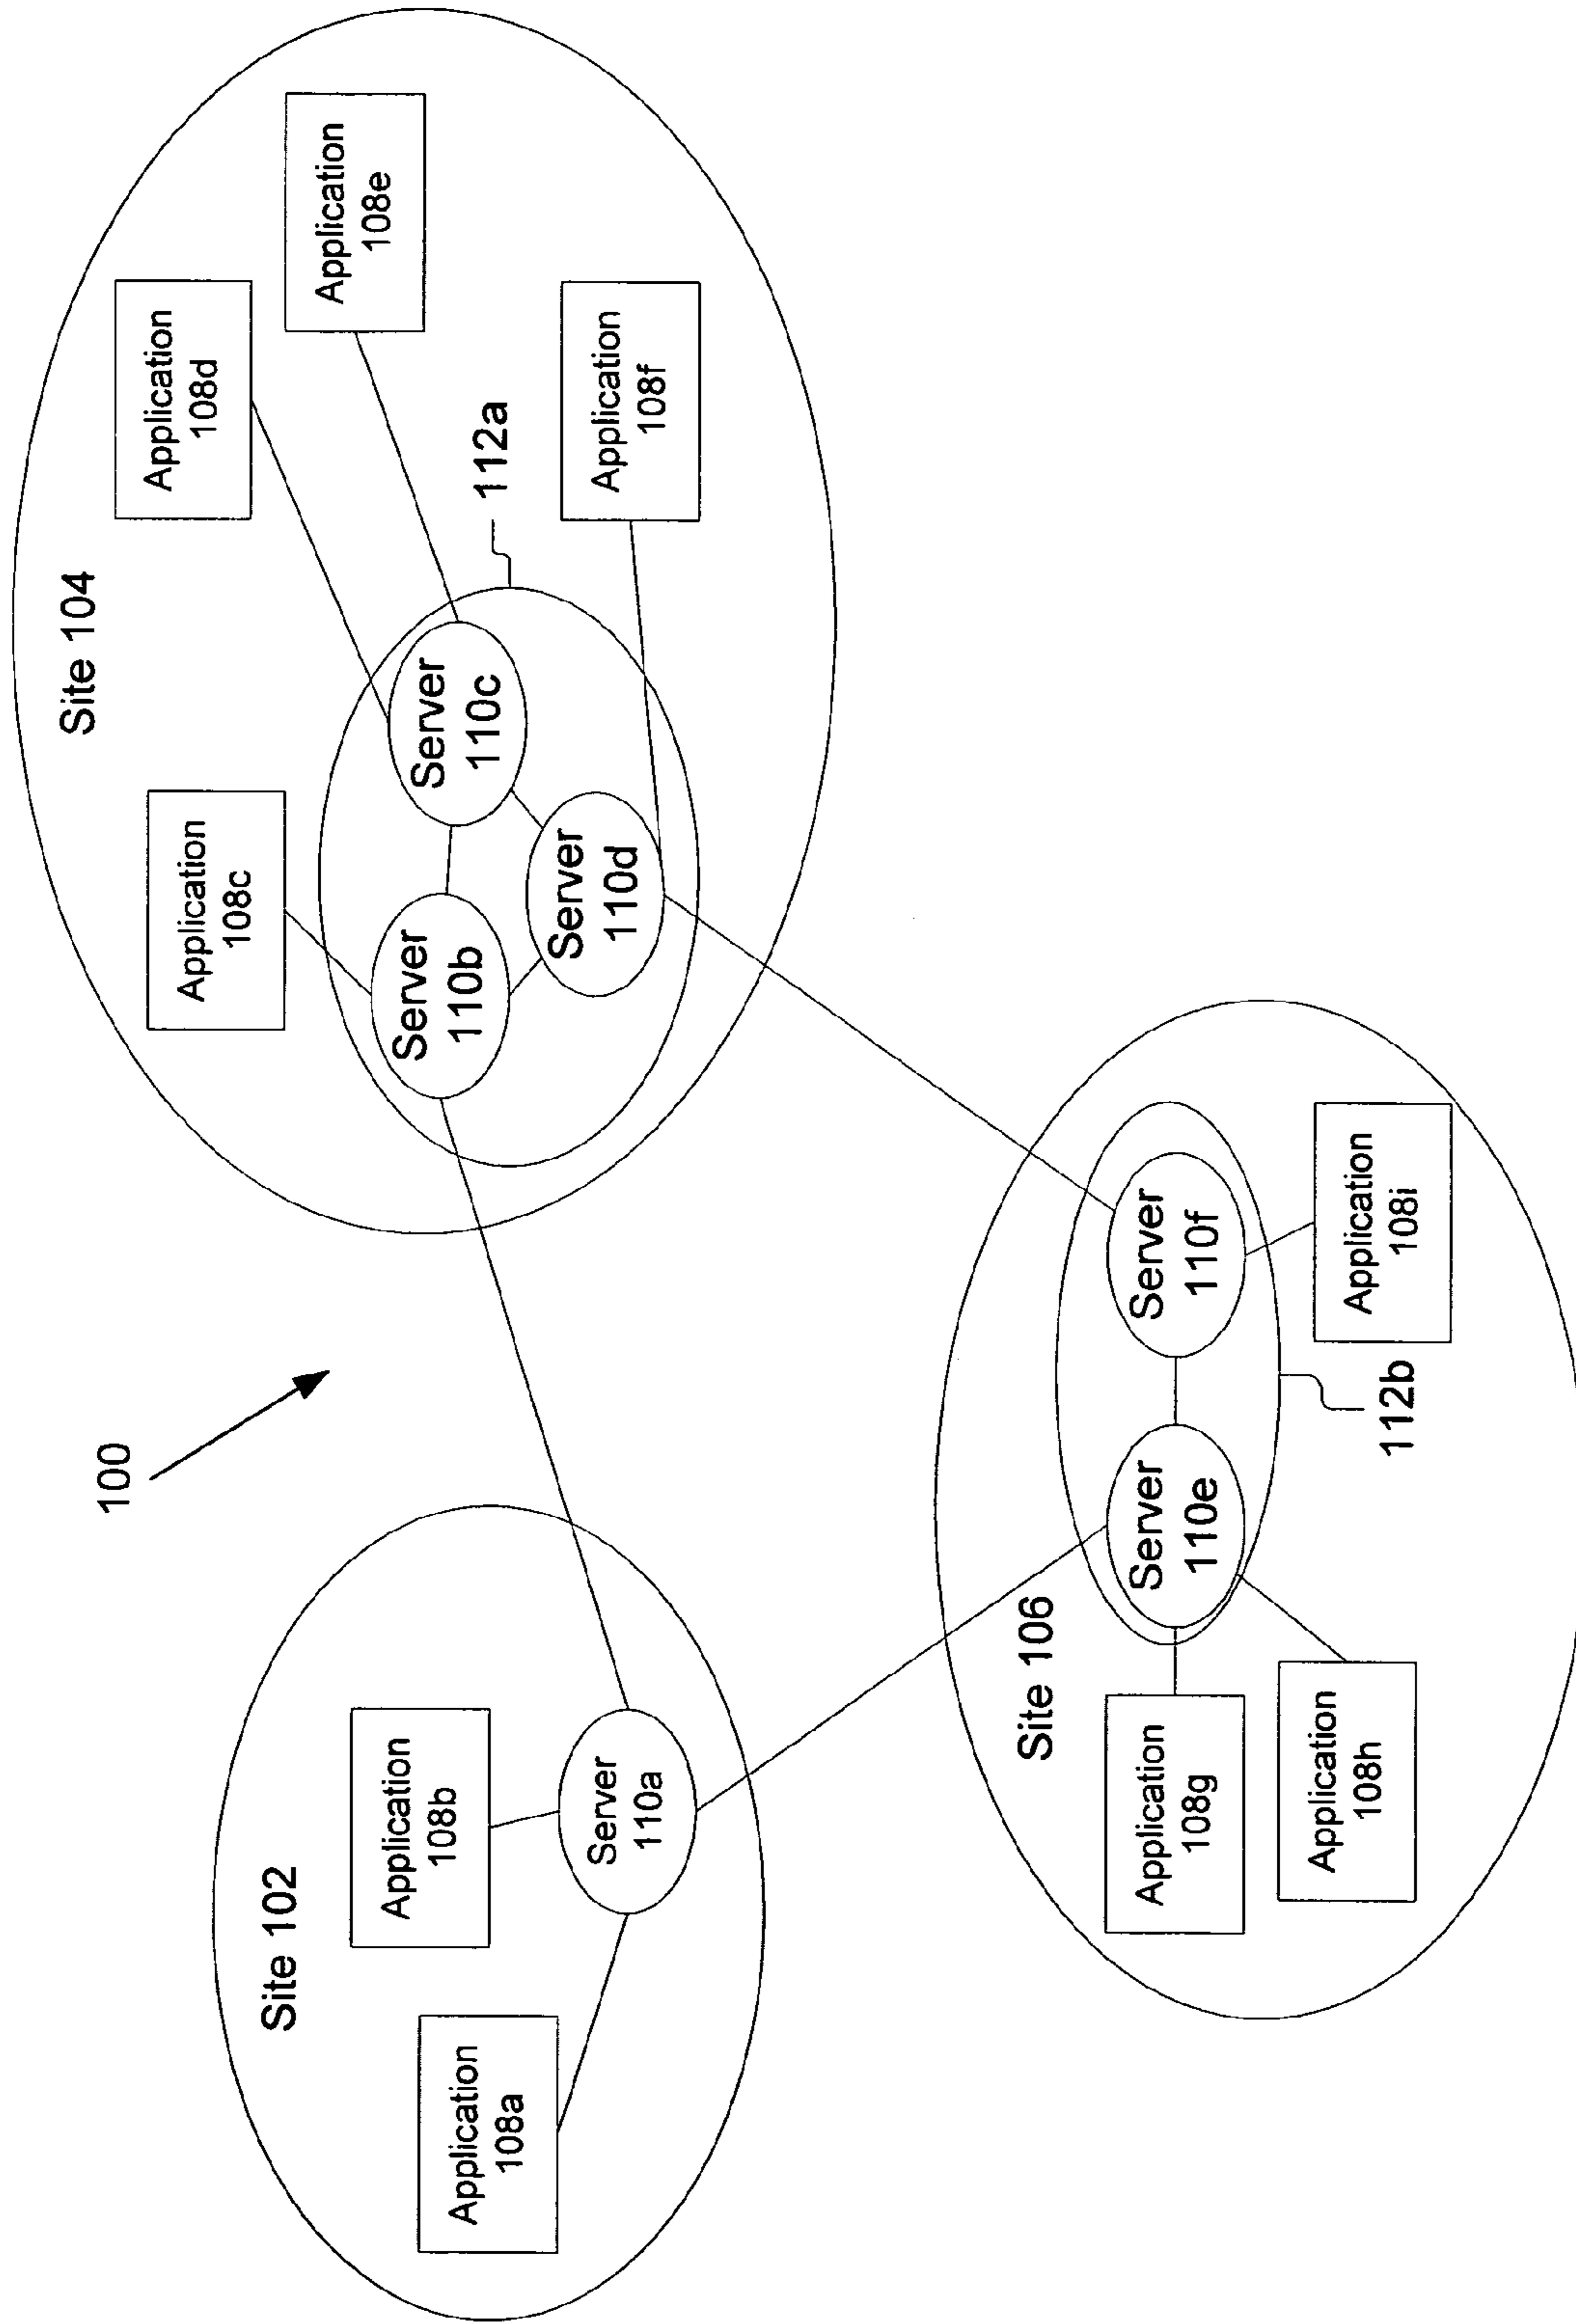 100
Site 102
Application
108a
Application
108b
Server
110a
Site 104
Application
108c
Application
108d
Application
108e
Application
108f
Server
110b
Server
110c
Server
110d
112a
Site 106
Application
108g
Application
108h
Server
110e
Server
110f
Application
108i
112b